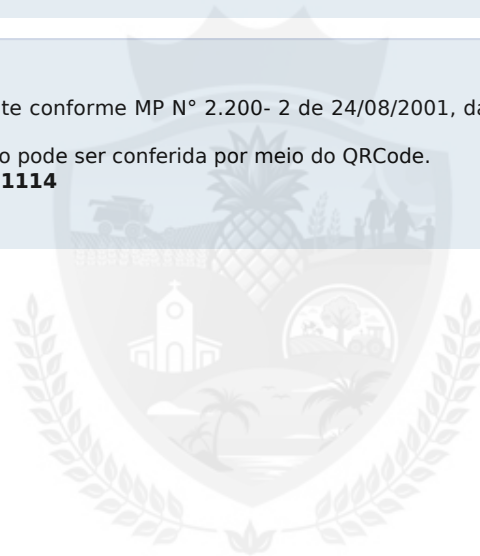 te conforme MP N° 2.200- 2 de 24/08/2001, da
o pode ser conferida por meio do QRCode.
1114